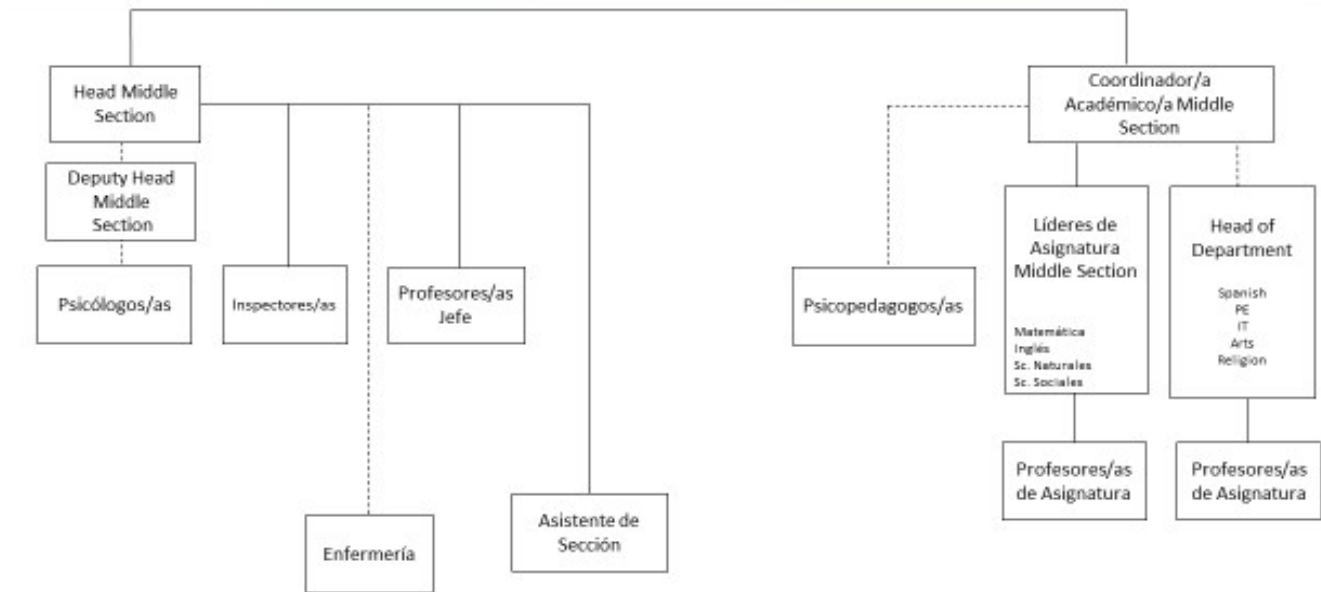 Head Middle
Section
Coordinador/a
Académico/a Middle
Section
Deputy Head
Middle
Section
Psicólogos/as
Inspectores/as
Profesores/as
Jefe
Psicopedagogos/as
Líderes de
Asignatura
Middle Section
Matemática
Inglés
Sc. Naturales
Sc. Sociales
Head of
Department
Spanish
PE
IT
Arts
Religion
Profesores/as
de Asignatura
Profesores/as
de Asignatura
Enfermería
Asistente de
Sección